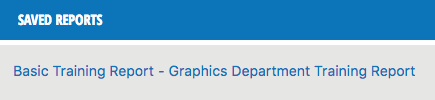 SAVED REPORTS
Basic Training Report - Graphics Department Training Report